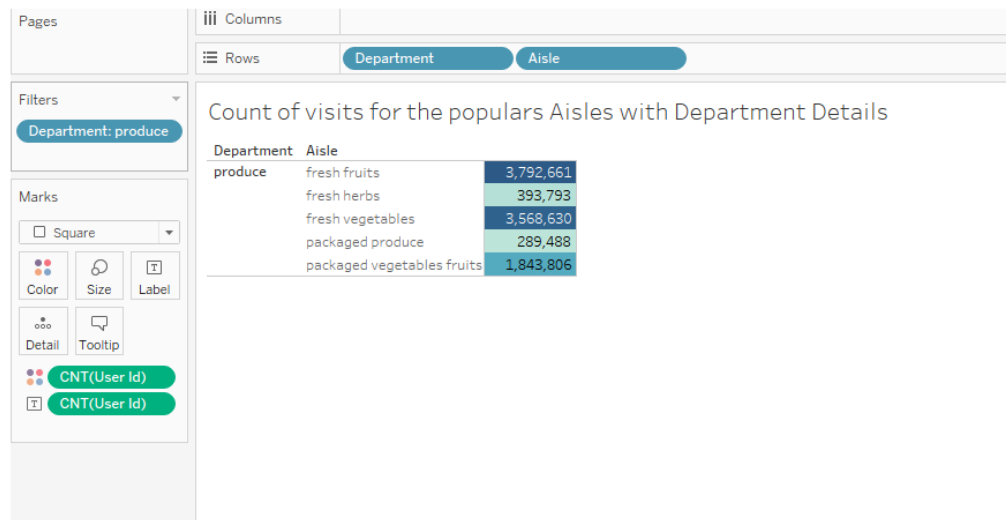 Pages
Columns
Rows
Department
Aisle
Filters
Department: produce
Marks
Square
Color
Size
T
Label
Detail
Tooltip
CNT(User Id)
T
CNT(User Id)
Count of visits for the populars Aisles with Department Details
Department Aisle
produce fresh fruits 3,792,661
fresh herbs 393,793
fresh vegetables 3,568,630
packaged produce 289,488
packaged vegetables fruits 1,843,806